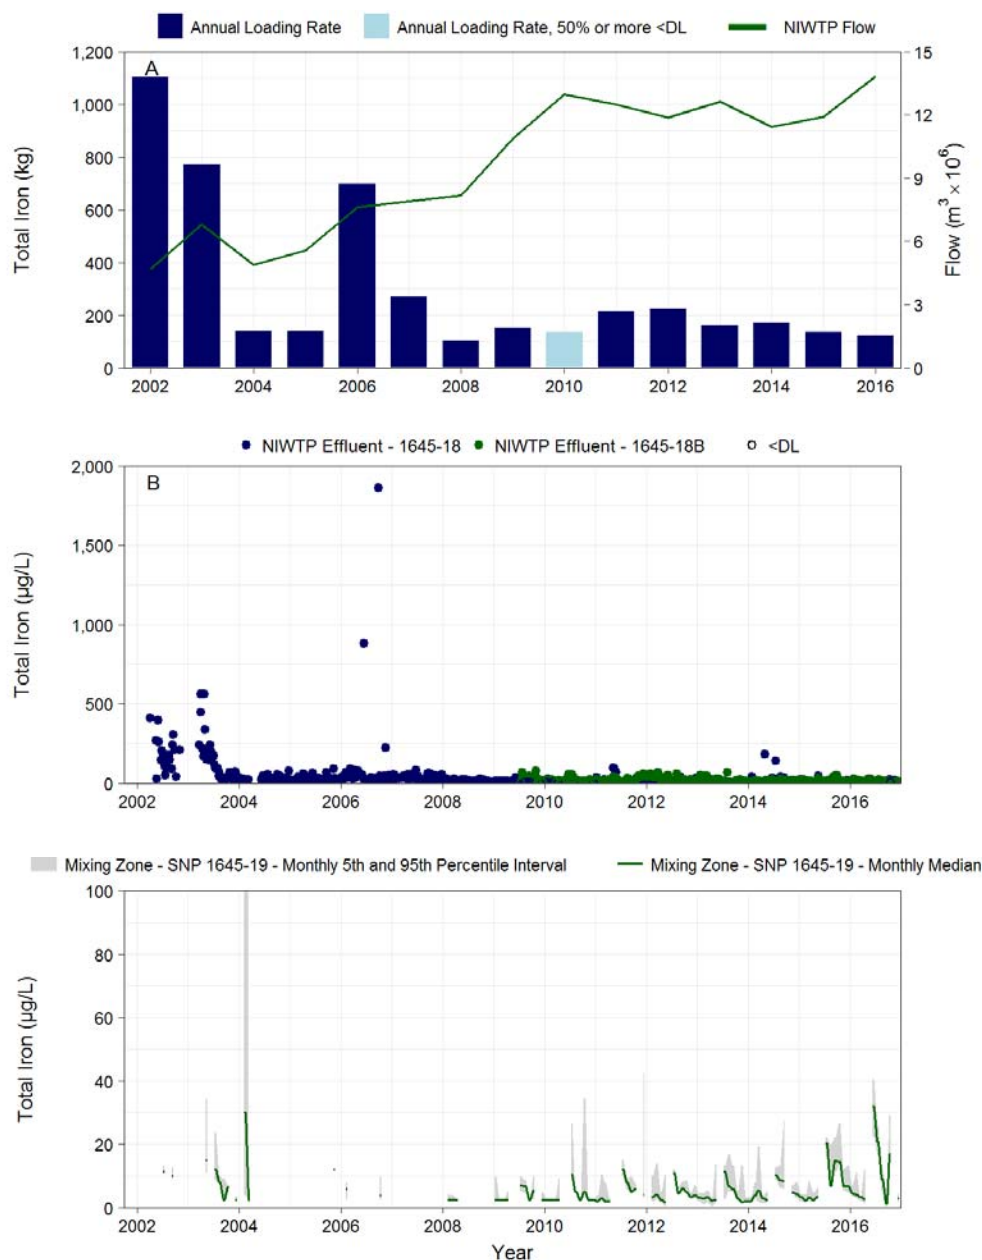 Annual Loading Rate Annual Loading Rate, 50% or more <DL NIWTP Flow
A
1,200
1,000
800
600
400
200
0
Total Iron (kg)
15
12
9
6
3
0
Flow (m³ × 10⁶)
2002 2004 2006 2008 2010 2012 2014 2016
NIWTP Effluent - 1645-18 NIWTP Effluent - 1645-18B <DL
B
2,000
1,500
1,000
500
0
Total Iron (µg/L)
2002 2004 2006 2008 2010 2012 2014 2016
Mixing Zone - SNP 1645-19 - Monthly 5th and 95th Percentile Interval Mixing Zone - SNP 1645-19 - Monthly Median
100
80
60
40
20
0
Total Iron (µg/L)
2002 2004 2006 2008 2010 2012 2014 2016
Year